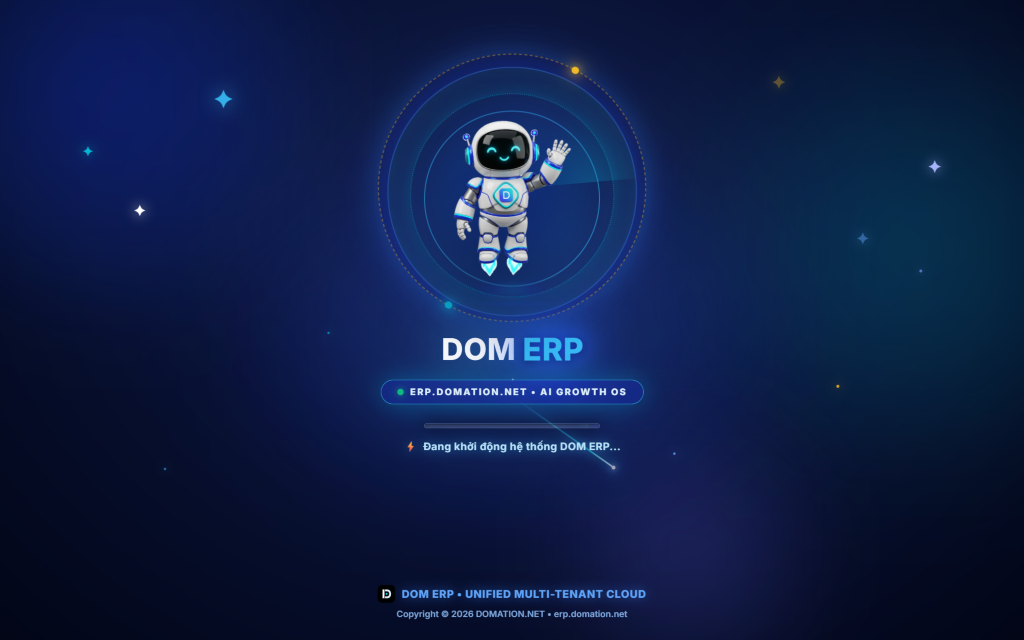 DOM ERP
ERP.DOMATION.NET • AI GROWTH OS
Đang khởi động hệ thống DOM ERP...
DOM ERP • UNIFIED MULTI-TENANT CLOUD
Copyright © 2026 DOMATION.NET • erp.domation.net